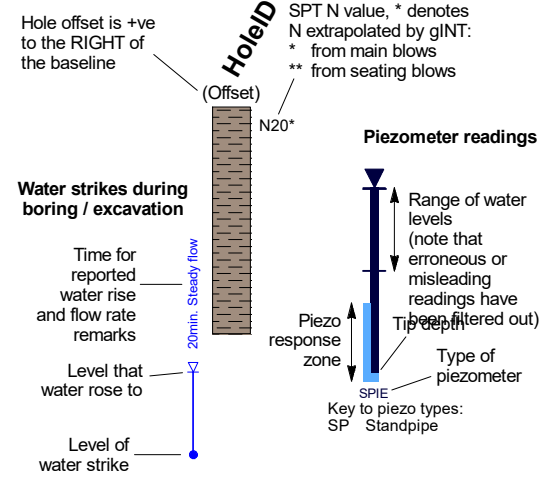 Hole offset is +ve
to the RIGHT of
the baseline
HoleID
(Offset)
SPT N value, * denotes
N extrapolated by gINT:
* from main blows
** from seating blows
N20*
Piezometer readings
Water strikes during
boring / excavation
Time for
reported
water rise
and flow rate
remarks
20min. Steady flow
Level that
water rose to
Level of
water strike
Range of water
levels
(note that
erroneous or
misleading
readings have
been filtered out)
Tip depth
Piezo
response
zone
Type of
piezometer
SPIE
Key to piezo types:
SP Standpipe